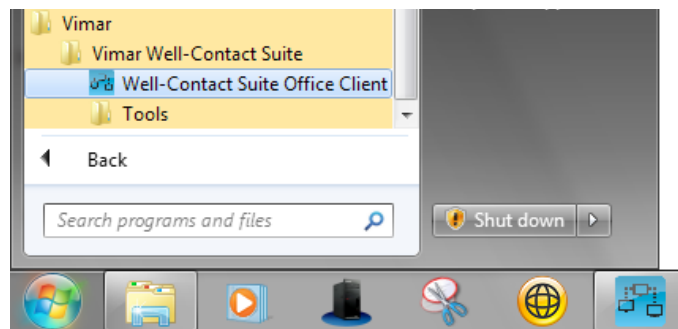 Vimar
Vimar Well-Contact Suite
Well-Contact Suite Office Client
Tools
Back
Search programs and files
Shut down